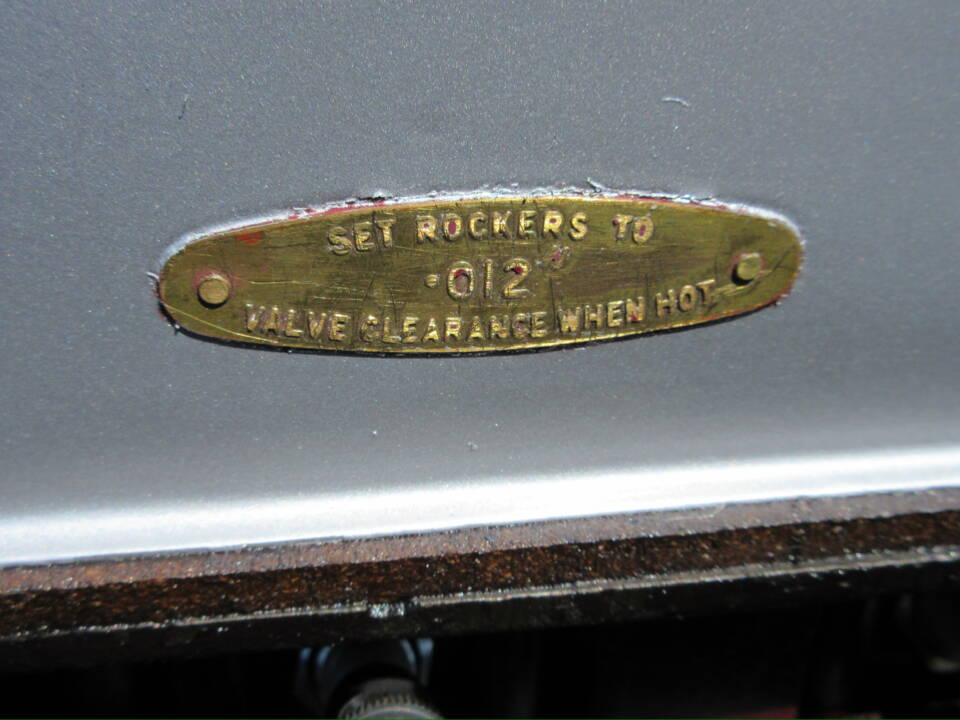 SET ROCKERS TO
·012"
VALVE CLEARANCE WHEN HOT